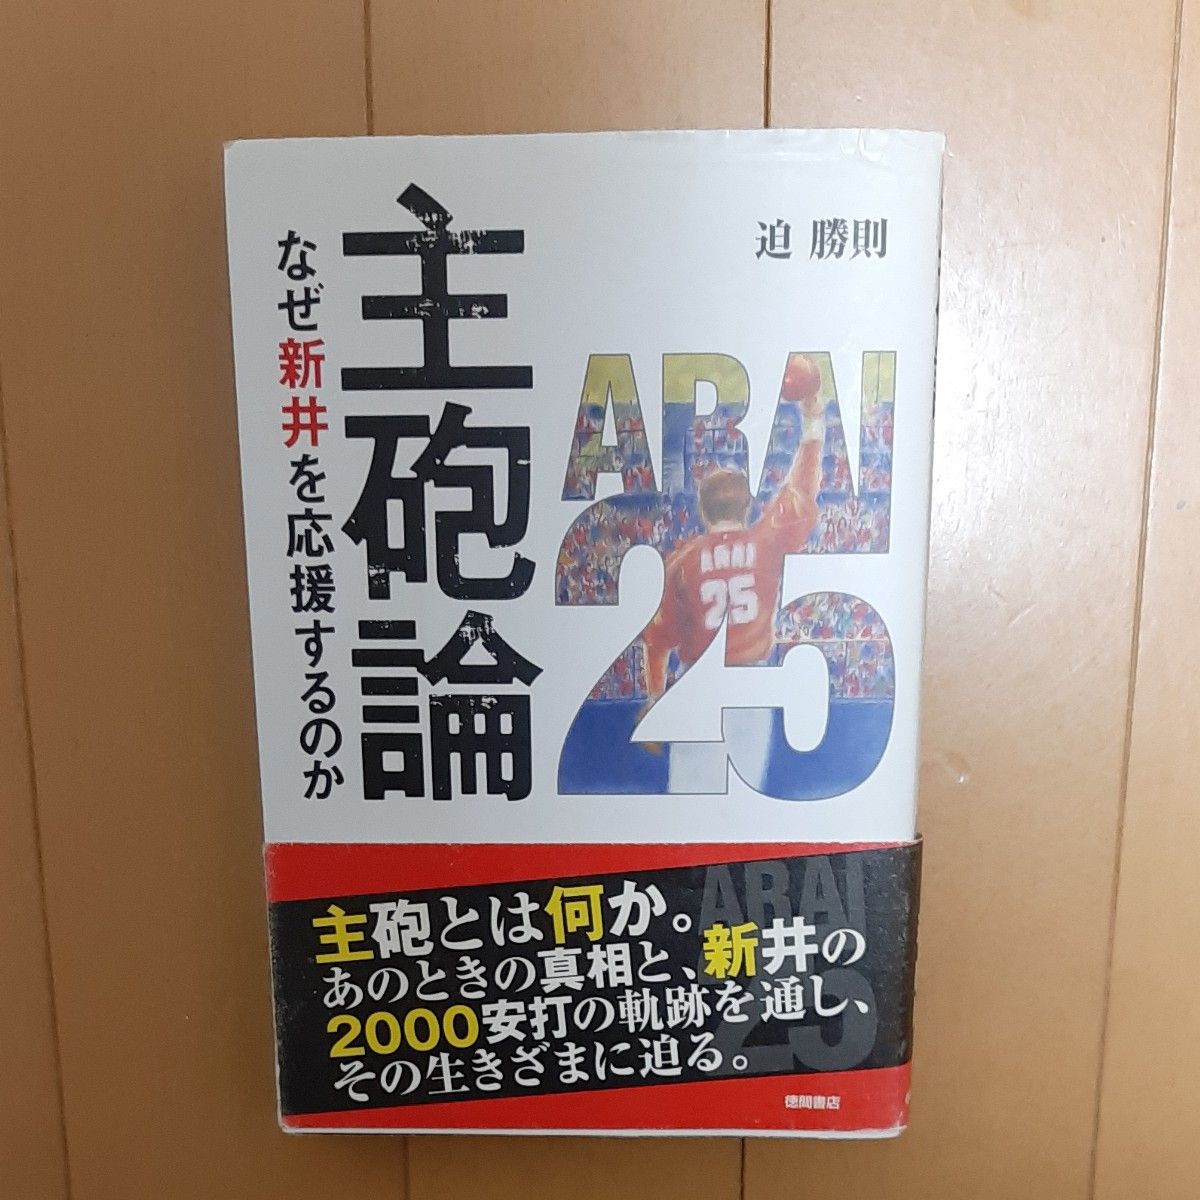 迫 勝則
主砲論
なぜ新井を応援するのか
ARAI
25
ARAI
25
主砲とは何か。
あのときの真相と、新井の
2000安打の軌跡を通し、
その生きざまに迫る。
ARAI
25
徳間書店